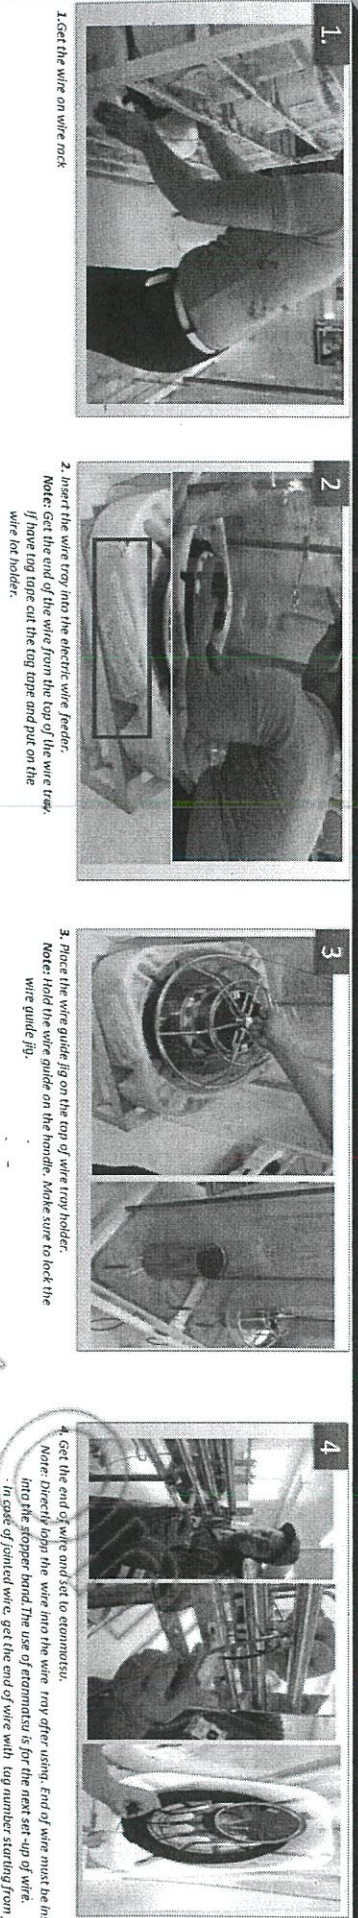 1.
1.Get the wire on wire rack
2
2. Insert the wire tray into the electric wire feeder.
Note: Get the end of the wire from the top of the wire tray.
If have tag tape cut the tag tape and put on the
wire lot holder.
3
3. Place the wire guide jig on the top of wire tray holder.
Note: Hold the wire guide on the handle. Make sure to lock the
wire guide jig.
4
4. Get the end of wire and set to etanmatsu.
Note: Directly lopp the wire into the wire tray after using. End of wire must be in
into the stopper band.The use of etanmatsu is for the next set -up of wire.
- In case of jointed wire, get the end of wire with tag number starting from